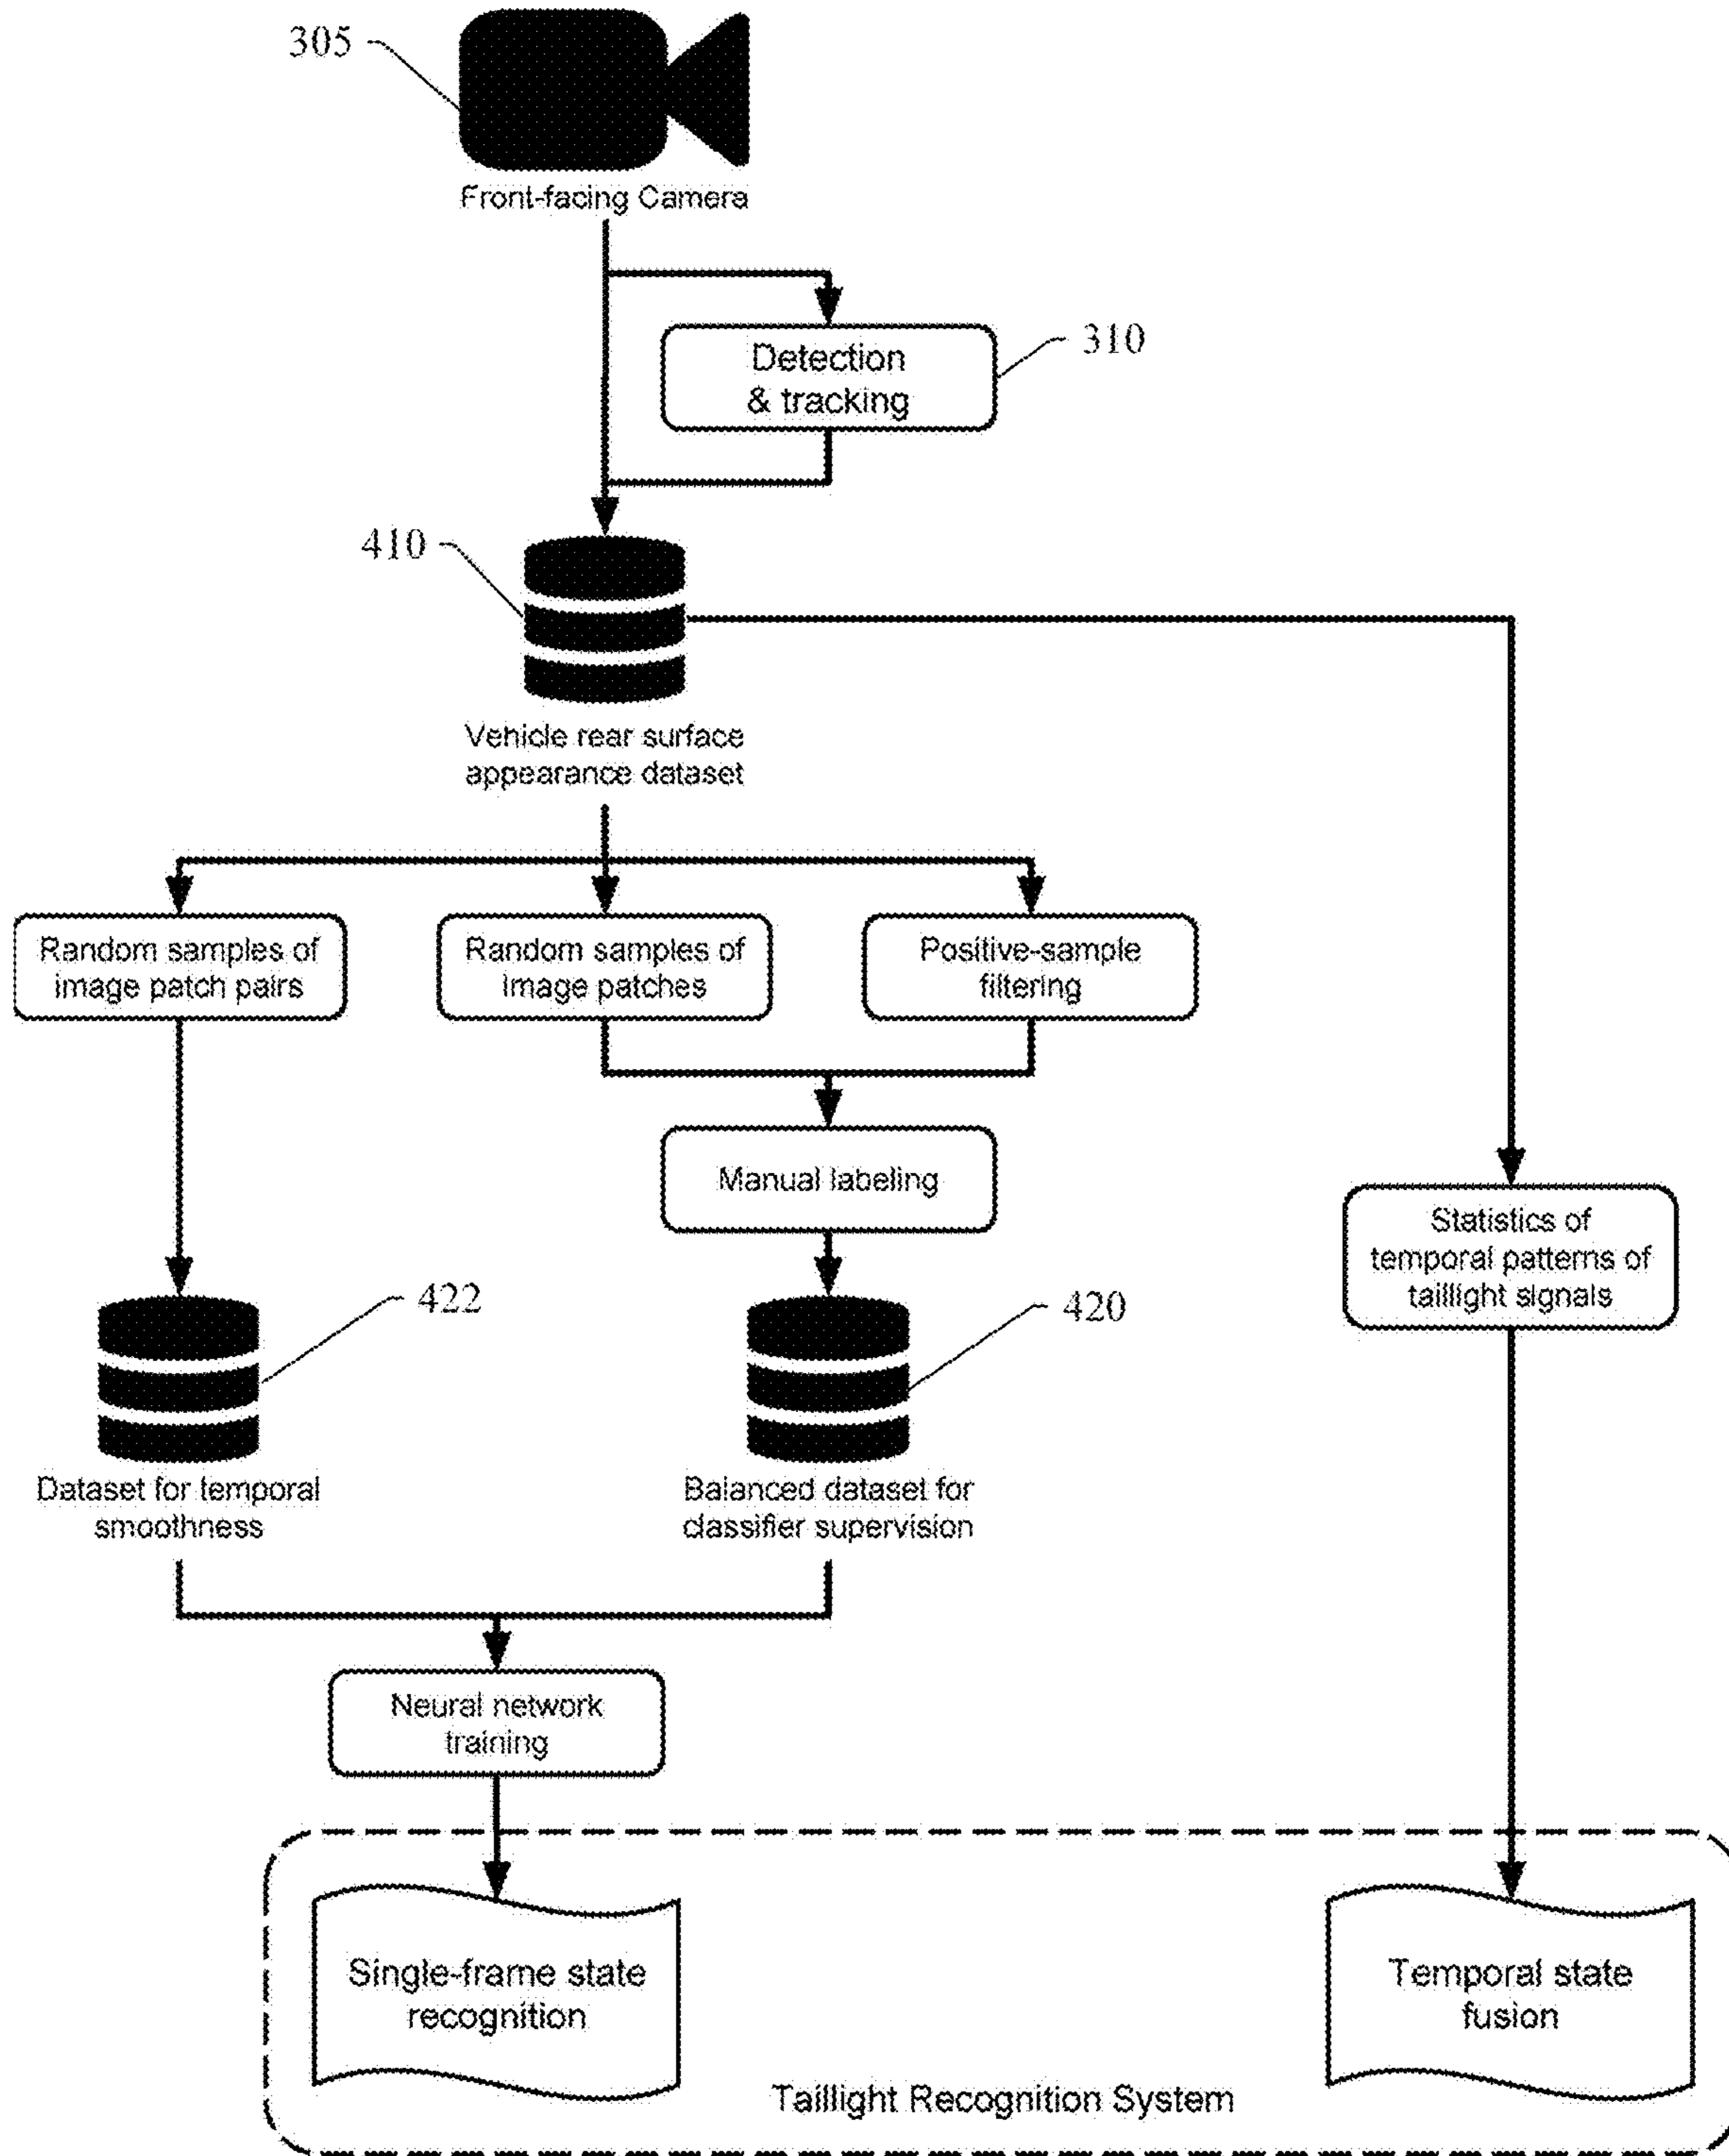 305
Front-facing Camera
Detection
& tracking
310
410
Vehicle rear surface
appearance dataset
Random samples of
image patch pairs
Random samples of
image patches
Positive-sample
filtering
Manual labeling
Statistics of
temporal patterns of
taillight signals
422
420
Dataset for temporal
smoothness
Balanced dataset for
classifier supervision
Neural network
training
Single-frame state
recognition
Temporal state
fusion
Taillight Recognition System